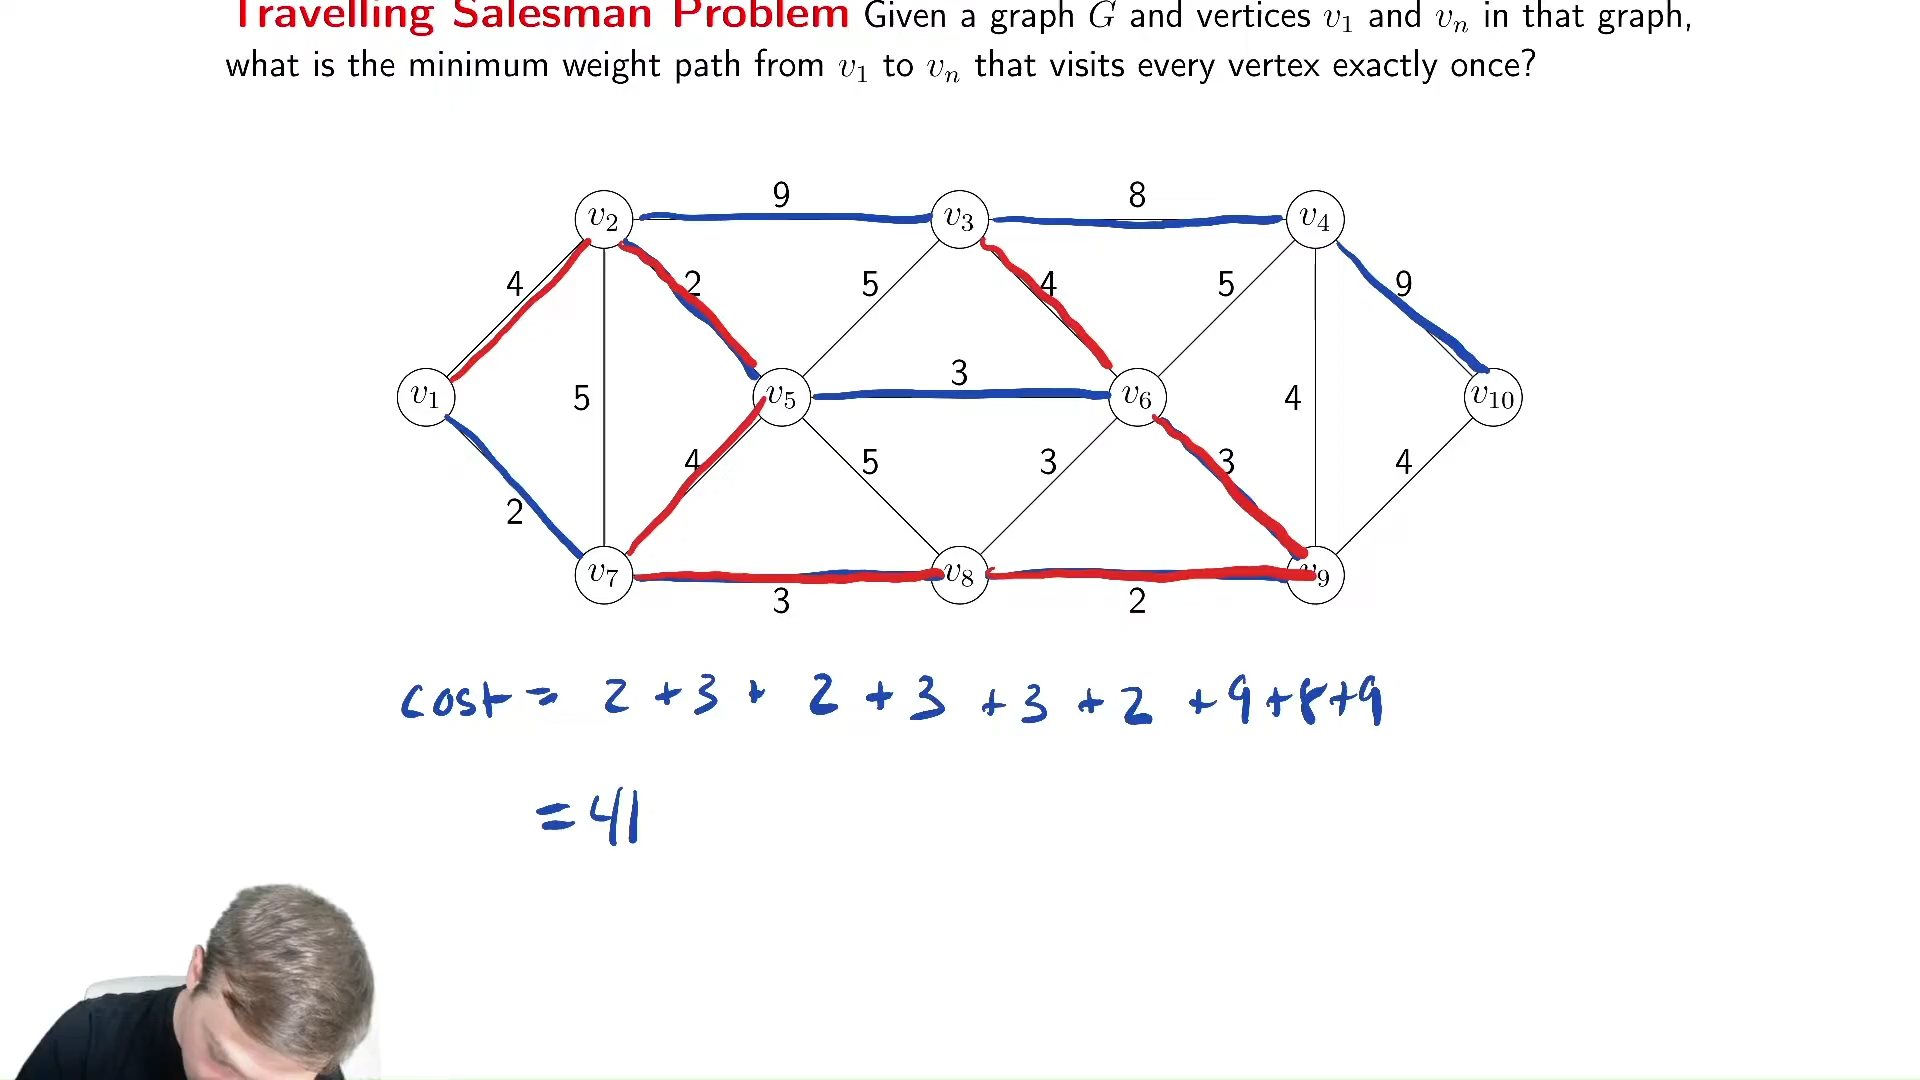 Travelling Salesman Problem Given a graph G and vertices v1 and vn in that graph,
what is the minimum weight path from v1 to vn that visits every vertex exactly once?
9 8
v2 v3 v4
4 2 5 4 5 9
3
v1 5 v5 v6 4 v10
4 5 3 3 4
2
v7 v8 v9
3 2
cost = 2 + 3 + 2 + 3 + 3 + 2 + 9 + 8 + 9
= 41